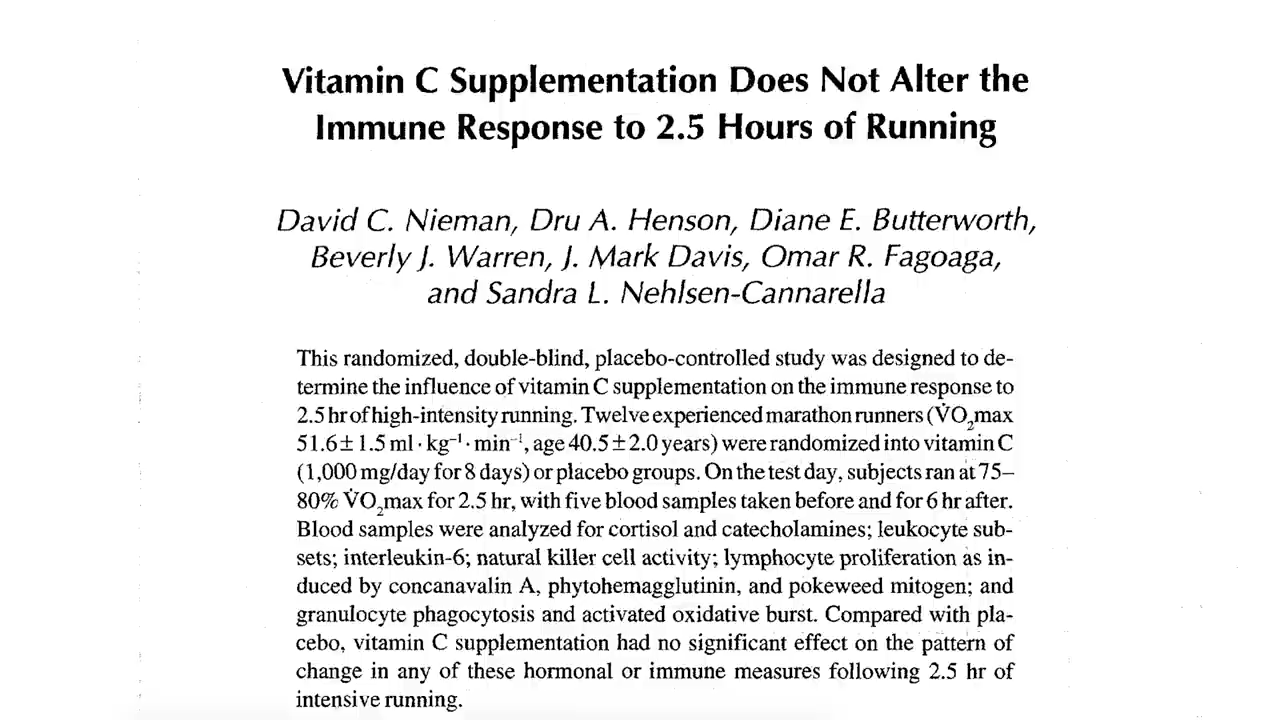 Vitamin C Supplementation Does Not Alter the
Immune Response to 2.5 Hours of Running
David C. Nieman, Dru A. Henson, Diane E. Butterworth,
Beverly J. Warren, J. Mark Davis, Omar R. Fagoaga,
and Sandra L. Nehlsen-Cannarella
This randomized, double-blind, placebo-controlled study was designed to de-
termine the influence of vitamin C supplementation on the immune response to
2.5 hr of high-intensity running. Twelve experienced marathon runners (V̇O₂max
51.6 ± 1.5 ml · kg⁻¹ · min⁻¹, age 40.5 ± 2.0 years) were randomized into vitamin C
(1,000 mg/day for 8 days) or placebo groups. On the test day, subjects ran at 75–
80% V̇O₂max for 2.5 hr, with five blood samples taken before and for 6 hr after.
Blood samples were analyzed for cortisol and catecholamines; leukocyte sub-
sets; interleukin-6; natural killer cell activity; lymphocyte proliferation as in-
duced by concanavalin A, phytohemagglutinin, and pokeweed mitogen; and
granulocyte phagocytosis and activated oxidative burst. Compared with pla-
cebo, vitamin C supplementation had no significant effect on the pattern of
change in any of these hormonal or immune measures following 2.5 hr of
intensive running.